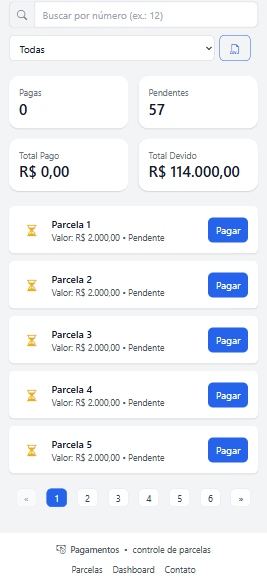 Buscar por número (ex.: 12)
Todas
Pagas
0
Pendentes
57
Total Pago
R$ 0,00
Total Devido
R$ 114.000,00
Parcela 1
Valor: R$ 2.000,00 • Pendente
Pagar
Parcela 2
Valor: R$ 2.000,00 • Pendente
Pagar
Parcela 3
Valor: R$ 2.000,00 • Pendente
Pagar
Parcela 4
Valor: R$ 2.000,00 • Pendente
Pagar
Parcela 5
Valor: R$ 2.000,00 • Pendente
Pagar
« 1 2 3 4 5 6 »
Pagamentos • controle de parcelas
Parcelas Dashboard Contato